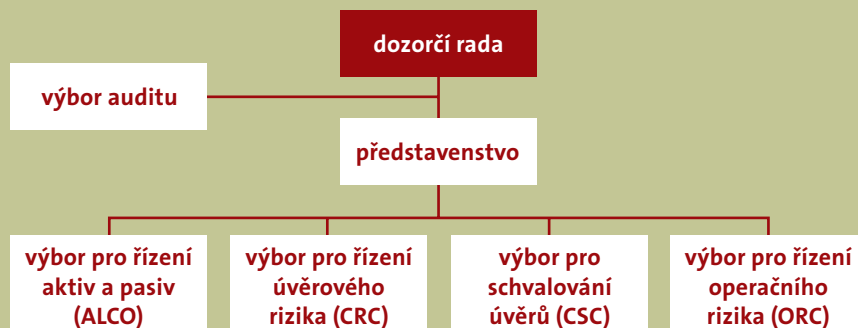 dozorčí rada
výbor auditu
představenstvo
výbor pro řízení
aktiv a pasiv
(ALCO)
výbor pro řízení
úvěrového
rizika (CRC)
výbor pro
schvalování
úvěrů (CSC)
výbor pro řízení
operačního
rizika (ORC)